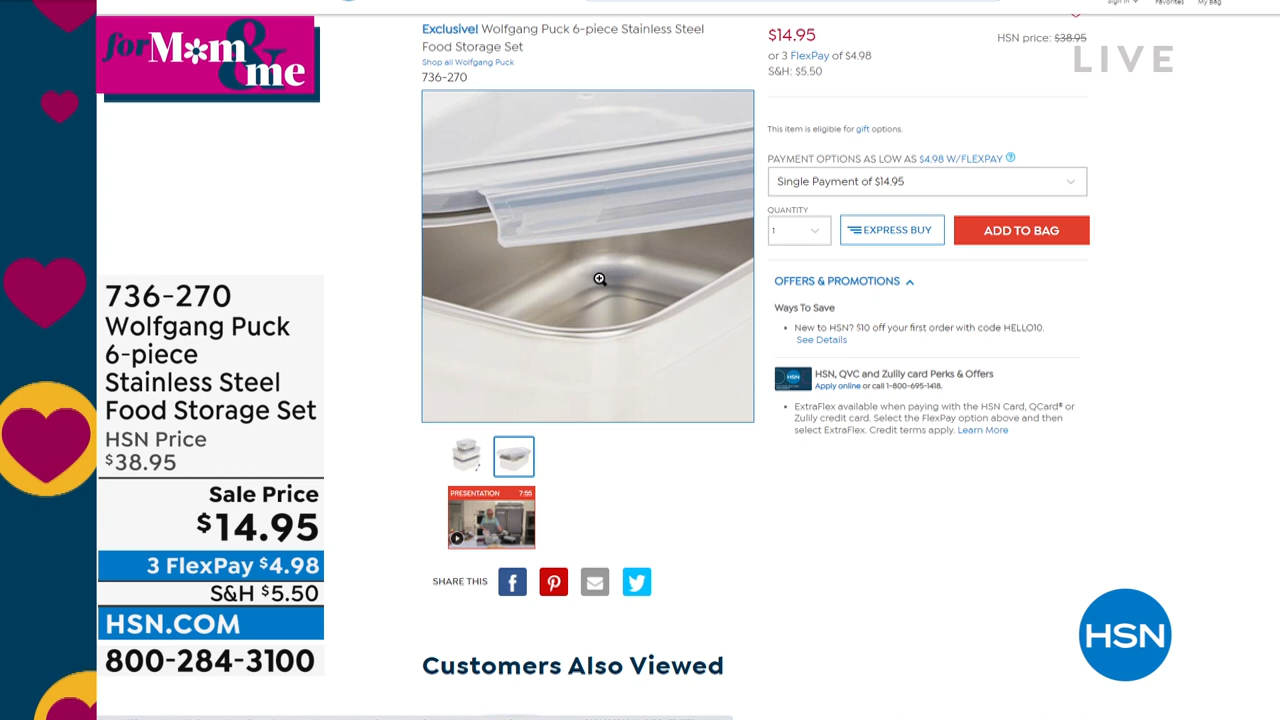 Sign in
Favorites
My Bag
for Mom & me
Exclusive! Wolfgang Puck 6-piece Stainless Steel
Food Storage Set
Shop all Wolfgang Puck
736-270
$14.95
HSN price: $38.95
or 3 FlexPay of $4.98
S&H: $5.50
LIVE
This item is eligible for gift options.
PAYMENT OPTIONS AS LOW AS $4.98 W/FLEXPAY ?
Single Payment of $14.95
QUANTITY
1
EXPRESS BUY
ADD TO BAG
OFFERS & PROMOTIONS
Ways To Save
• New to HSN? $10 off your first order with code HELLO10.
See Details
HSN
HSN, QVC and Zulily card Perks & Offers
Apply online or call 1-800-695-1418.
• ExtraFlex available when paying with the HSN Card, QCard® or
Zulily credit card. Select the FlexPay option above and then
select ExtraFlex. Credit terms apply. Learn More
736-270
Wolfgang Puck
6-piece
Stainless Steel
Food Storage Set
HSN Price
$38.95
Sale Price
$14.95
3 FlexPay $4.98
S&H $5.50
HSN.COM
800-284-3100
PRESENTATION 7:56
SHARE THIS
HSN
Customers Also Viewed